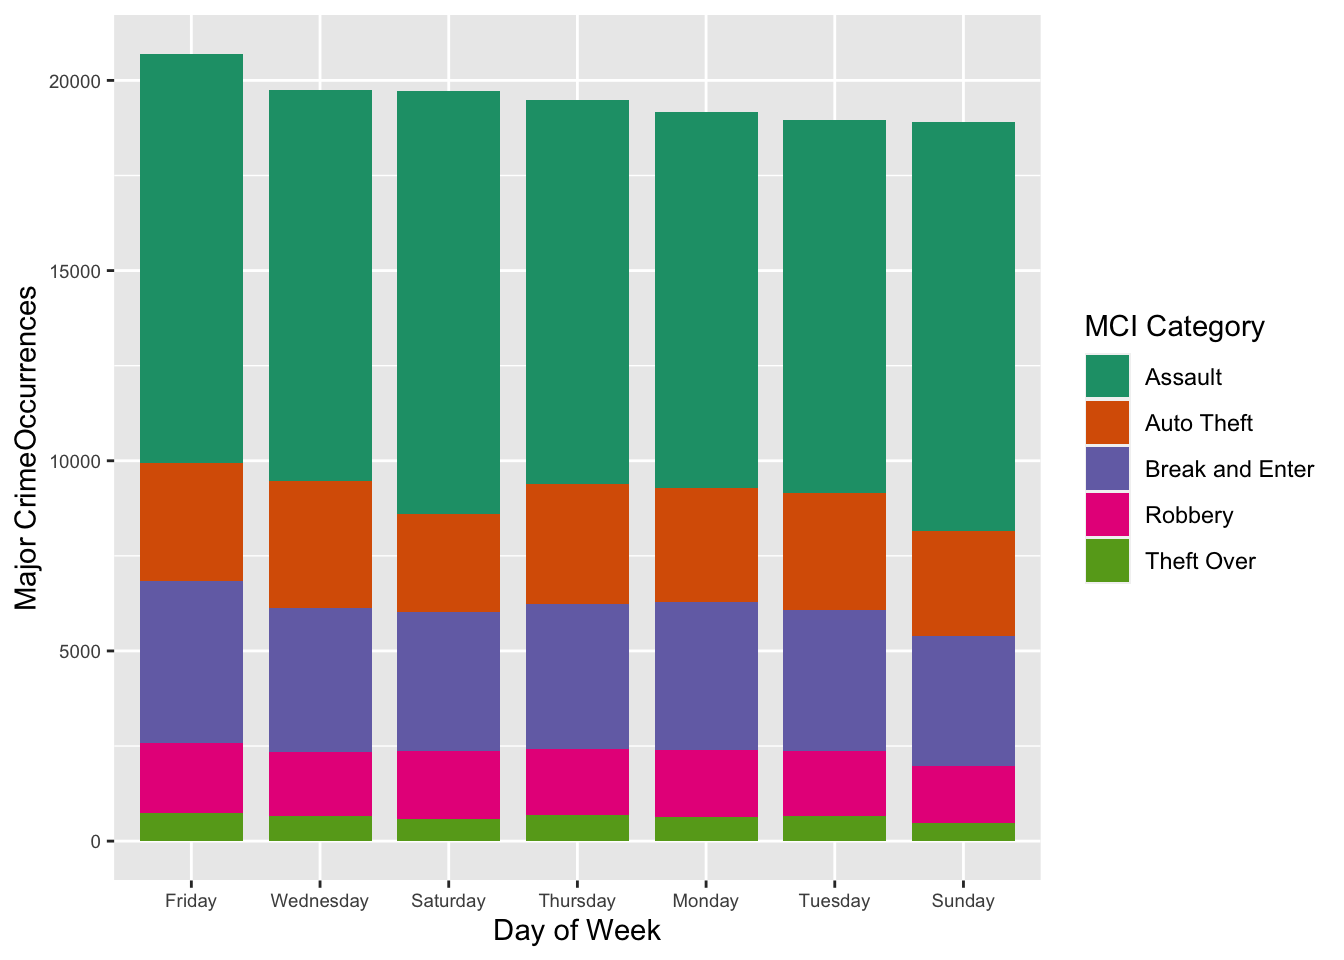 20000
15000
10000
5000
0
Major CrimeOccurrences
Friday
Wednesday
Saturday
Thursday
Monday
Tuesday
Sunday
Day of Week
MCI Category
Assault
Auto Theft
Break and Enter
Robbery
Theft Over